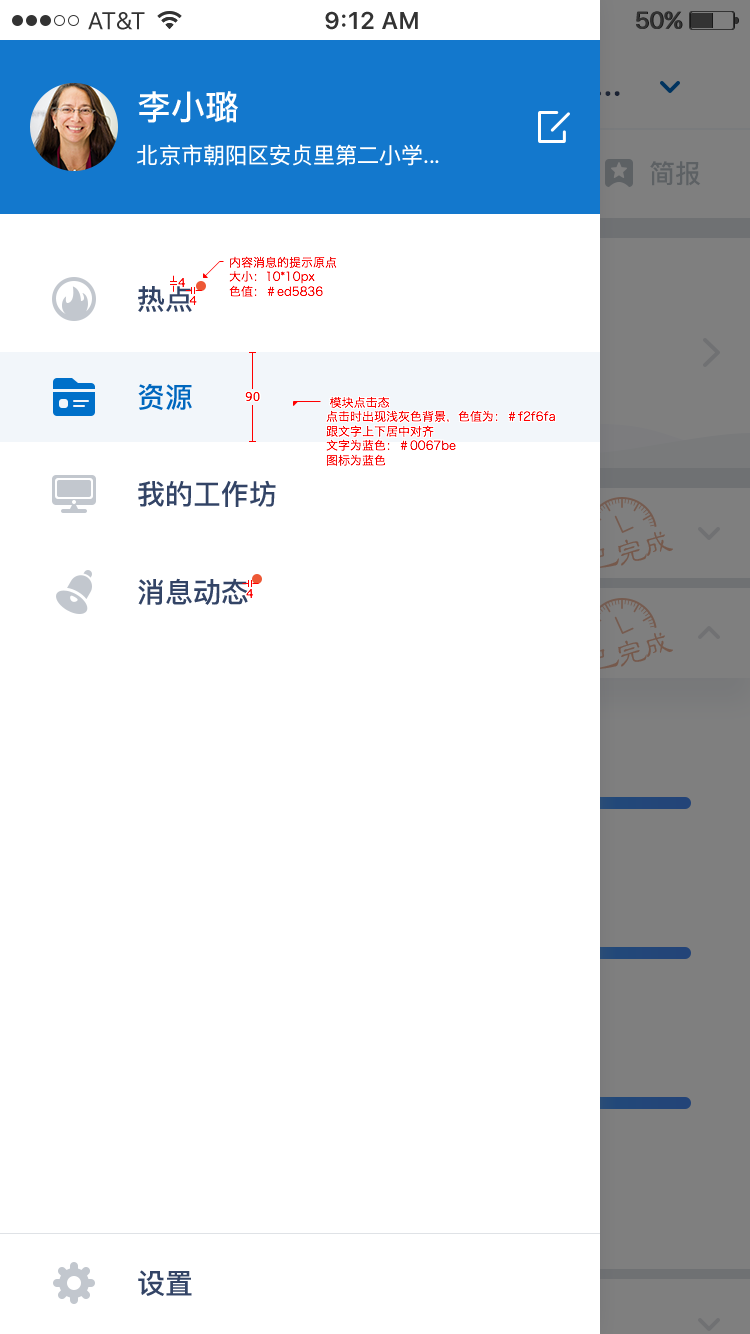 AT&T 9:12 AM 50%
李小璐
北京市朝阳区安贞里第二小学...
...
简报
内容消息的提示原点
大小：10*10px
色值：＃ed5836
4
热点
4
资源
90
模块点击态
点击时出现浅灰色背景、色值为：＃f2f6fa
跟文字上下居中对齐
文字为蓝色：＃0067be
图标为蓝色
我的工作坊
完成
消息动态
4
完成
设置